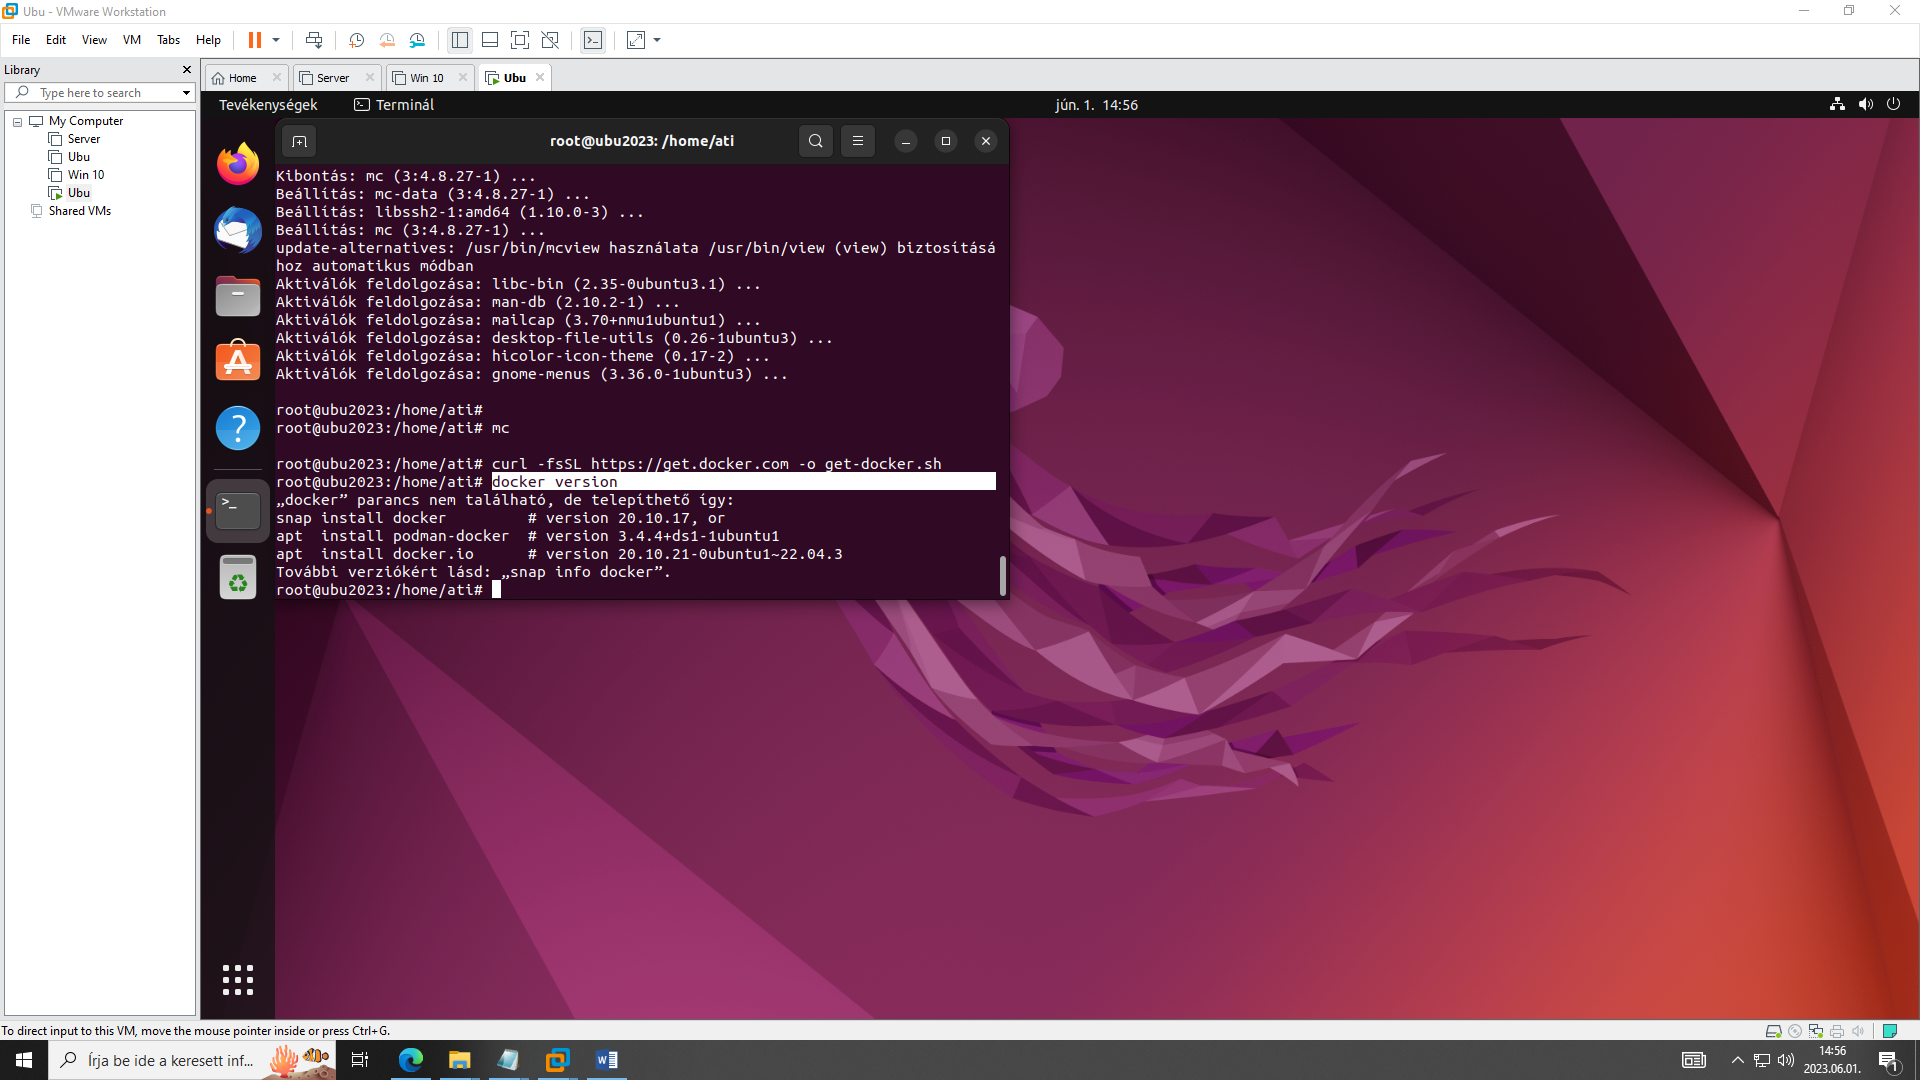 Ubu - VMware Workstation
File Edit View VM Tabs Help
Library
Type here to search
My Computer
Server
Ubu
Win 10
Ubu
Shared VMs
Home Server Win 10 Ubu
Tevékenységek Terminál jún. 1. 14:56
root@ubu2023: /home/ati
Kibontás: mc (3:4.8.27-1) ...
Beállítás: mc-data (3:4.8.27-1) ...
Beállítás: libssh2-1:amd64 (1.10.0-3) ...
Beállítás: mc (3:4.8.27-1) ...
update-alternatives: /usr/bin/mcview használata /usr/bin/view (view) biztosításá
hoz automatikus módban
Aktiválók feldolgozása: libc-bin (2.35-0ubuntu3.1) ...
Aktiválók feldolgozása: man-db (2.10.2-1) ...
Aktiválók feldolgozása: mailcap (3.70+nmu1ubuntu1) ...
Aktiválók feldolgozása: desktop-file-utils (0.26-1ubuntu3) ...
Aktiválók feldolgozása: hicolor-icon-theme (0.17-2) ...
Aktiválók feldolgozása: gnome-menus (3.36.0-1ubuntu3) ...
root@ubu2023:/home/ati#
root@ubu2023:/home/ati# mc
root@ubu2023:/home/ati# curl -fsSL https://get.docker.com -o get-docker.sh
root@ubu2023:/home/ati# docker version
„docker” parancs nem található, de telepíthető így:
snap install docker # version 20.10.17, or
apt install podman-docker # version 3.4.4+ds1-1ubuntu1
apt install docker.io # version 20.10.21-0ubuntu1~22.04.3
További verziókért lásd: „snap info docker”.
root@ubu2023:/home/ati#
To direct input to this VM, move the mouse pointer inside or press Ctrl+G.
Írja be ide a keresett inf...
14:56
2023.06.01.
1